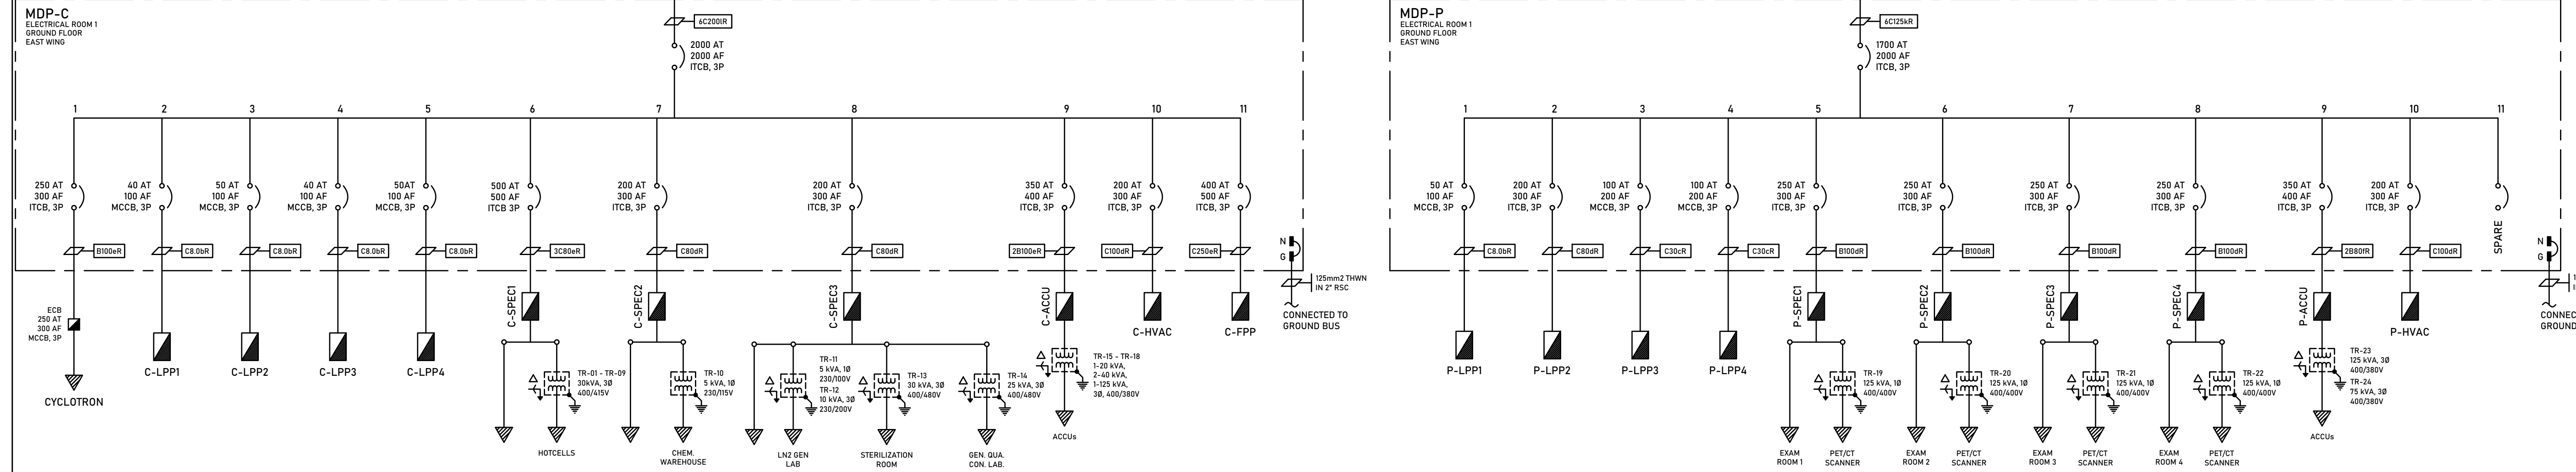 MDP-C
ELECTRICAL ROOM 1
GROUND FLOOR
EAST WING
6C200lR
2000 AT
2000 AF
ITCB, 3P
1 2 3 4 5 6 7 8 9 10 11
250 AT
300 AF
ITCB, 3P
40 AT
100 AF
MCCB, 3P
50 AT
100 AF
MCCB, 3P
40 AT
100 AF
MCCB, 3P
50AT
100 AF
MCCB, 3P
500 AT
500 AF
ITCB 3P
200 AT
300 AF
ITCB, 3P
200 AT
300 AF
ITCB, 3P
350 AT
400 AF
ITCB, 3P
200 AT
300 AF
ITCB, 3P
400 AT
500 AF
ITCB, 3P
B100eR
C8.0bR
C8.0bR
C8.0bR
C8.0bR
3C80eR
C80dR
C80dR
2B100eR
C100dR
C250eR
N
G
125mm2 THWN
IN 2" RSC
CONNECTED TO
GROUND BUS
ECB
250 AT
300 AF
MCCB, 3P
CYCLOTRON
C-LPP1
C-LPP2
C-LPP3
C-LPP4
C-SPEC1
C-SPEC2
C-SPEC3
C-ACCU
C-HVAC
C-FPP
TR-01 - TR-09
30kVA, 3Ø
400/415V
HOTCELLS
TR-10
5 kVA, 1Ø
230/115V
CHEM.
WAREHOUSE
TR-11
5 kVA, 1Ø
230/100V
TR-12
10 kVA, 3Ø
230/200V
LN2 GEN
LAB
TR-13
30 kVA, 3Ø
400/480V
STERILIZATION
ROOM
TR-14
25 kVA, 3Ø
400/480V
GEN. QUA.
CON. LAB.
TR-15 - TR-18
1-20 kVA,
2-40 kVA,
1-125 kVA,
3Ø, 400/380V
ACCUs
MDP-P
ELECTRICAL ROOM 1
GROUND FLOOR
EAST WING
6C125kR
1700 AT
2000 AF
ITCB, 3P
1 2 3 4 5 6 7 8 9 10 11
50 AT
100 AF
MCCB, 3P
200 AT
300 AF
ITCB, 3P
100 AT
200 AF
MCCB, 3P
100 AT
200 AF
MCCB, 3P
250 AT
300 AF
ITCB, 3P
250 AT
300 AF
ITCB, 3P
250 AT
300 AF
ITCB, 3P
250 AT
300 AF
ITCB, 3P
350 AT
400 AF
ITCB, 3P
200 AT
300 AF
ITCB, 3P
SPARE
C8.0bR
C80dR
C30cR
C30cR
B100dR
B100dR
B100dR
B100dR
2B80fR
C100dR
N
G
CONNEC
GROUND
P-LPP1
P-LPP2
P-LPP3
P-LPP4
P-SPEC1
P-SPEC2
P-SPEC3
P-SPEC4
P-ACCU
P-HVAC
TR-19
125 kVA, 1Ø
400/400V
EXAM
ROOM 1
PET/CT
SCANNER
TR-20
125 kVA, 1Ø
400/400V
EXAM
ROOM 2
PET/CT
SCANNER
TR-21
125 kVA, 1Ø
400/400V
EXAM
ROOM 3
PET/CT
SCANNER
TR-22
125 kVA, 1Ø
400/400V
EXAM
ROOM 4
PET/CT
SCANNER
TR-23
125 kVA, 3Ø
400/380V
TR-24
75 kVA, 3Ø
400/380V
ACCUs